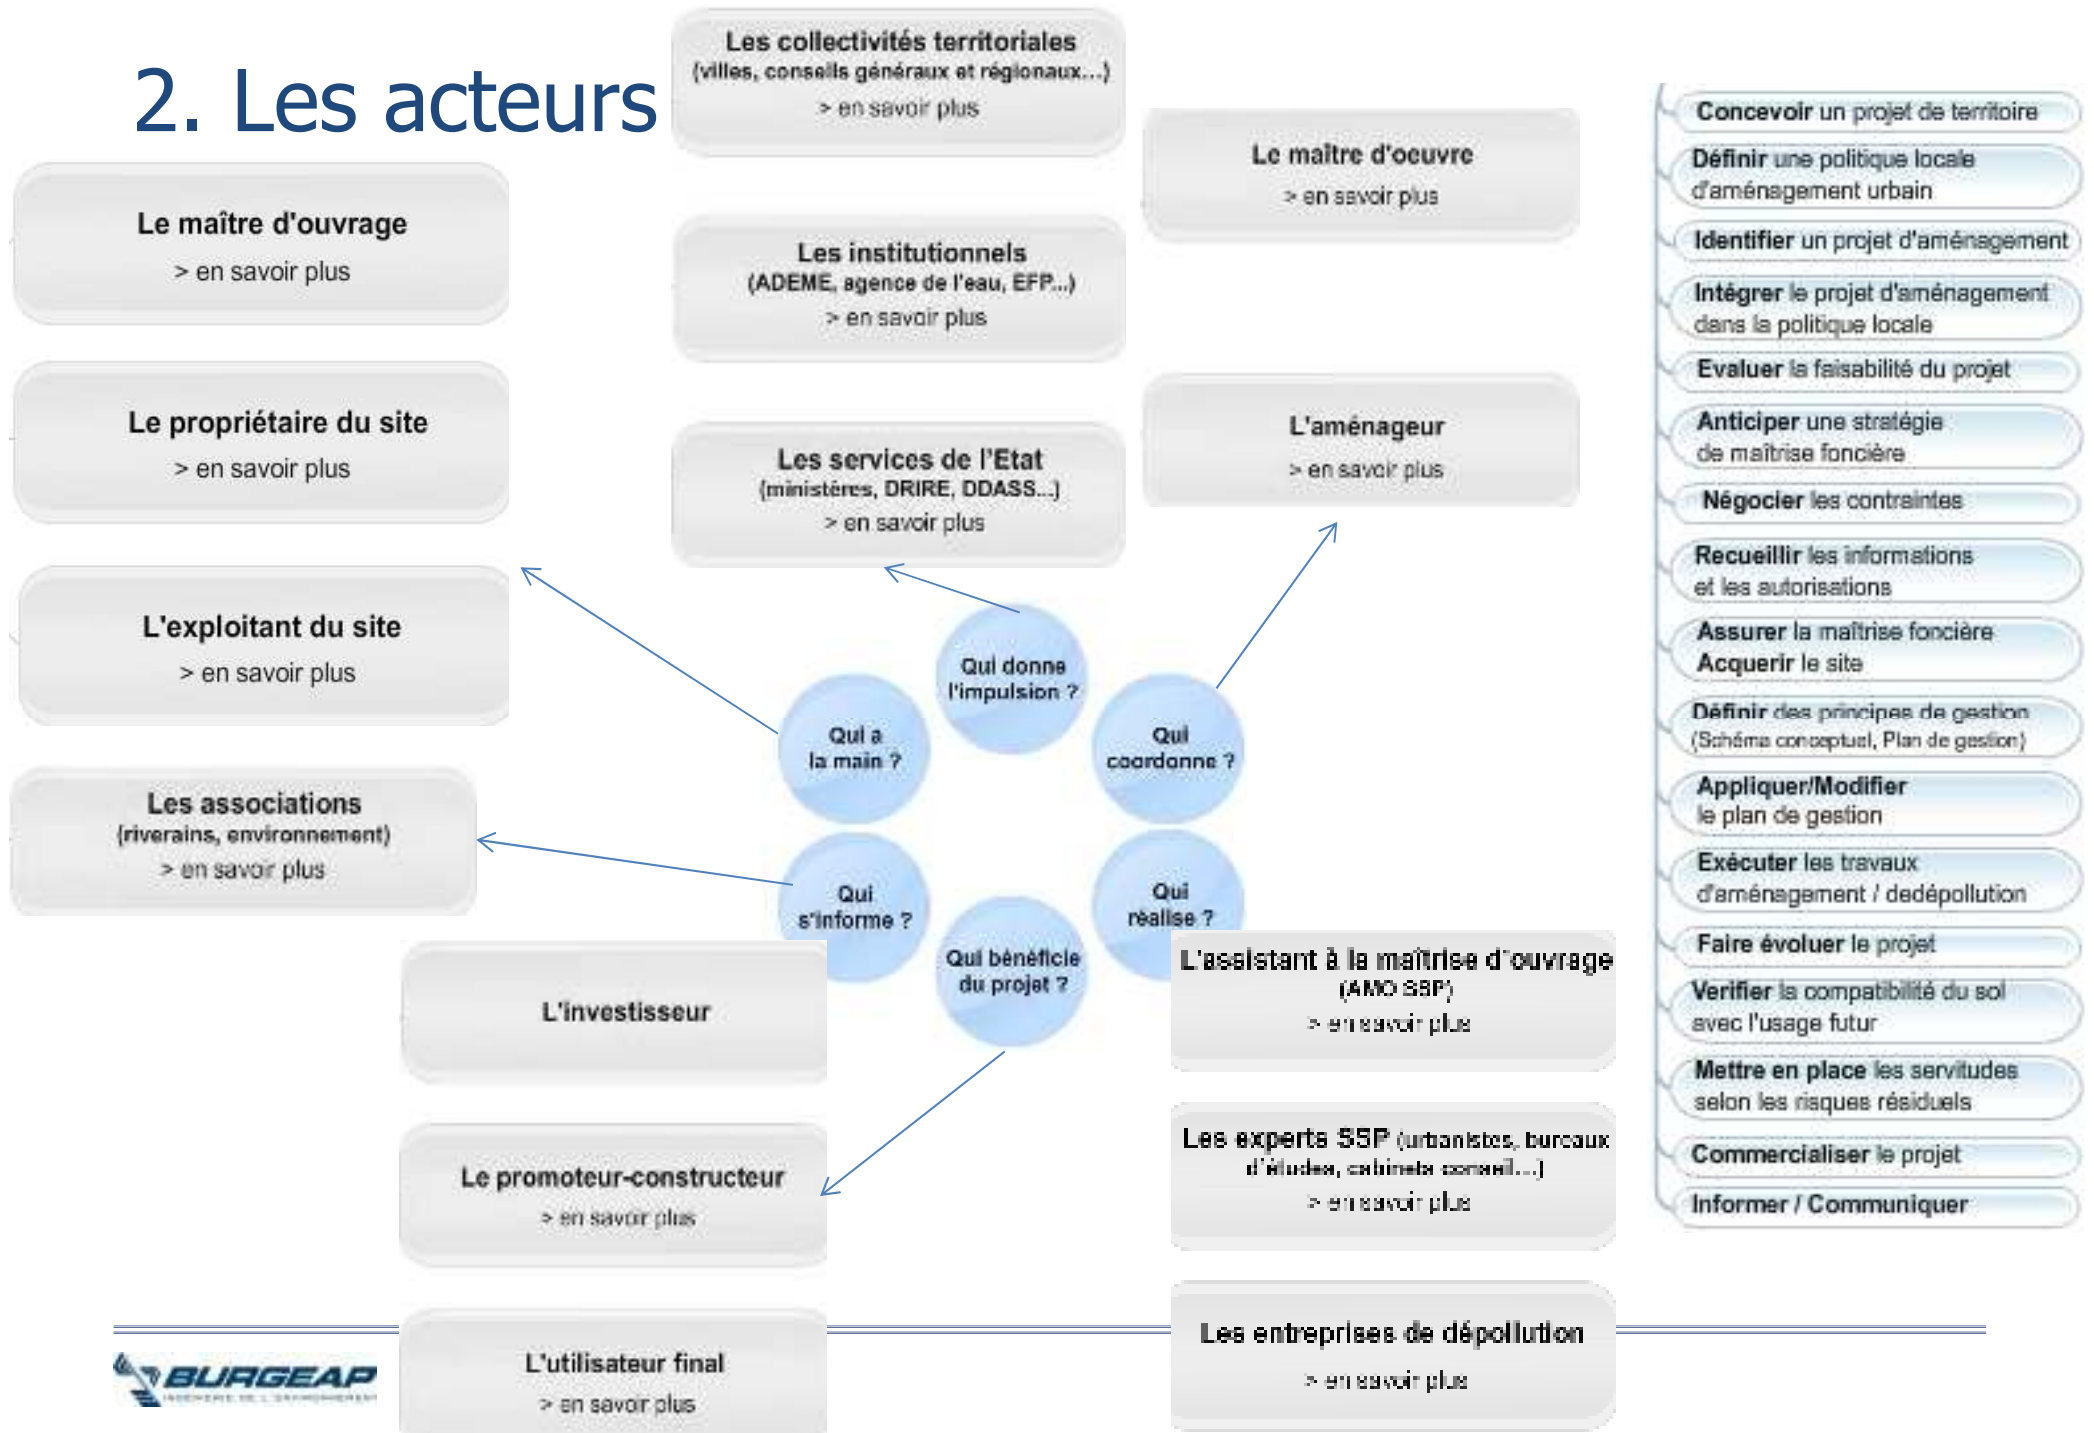 2. Les acteurs
Les collectivités territoriales
(villes, conseils généraux et régionaux...)
> en savoir plus
Le maître d'oeuvre
> en savoir plus
Le maître d'ouvrage
> en savoir plus
Les institutionnels
(ADEME, agence de l'eau, EFP...)
> en savoir plus
Le propriétaire du site
> en savoir plus
L'aménageur
> en savoir plus
Les services de l'Etat
(ministères, DRIRE, DDASS...)
> en savoir plus
L'exploitant du site
> en savoir plus
Les associations
(riverains, environnement)
> en savoir plus
Qui donne
l'impulsion ?
Qui a
la main ?
Qui
coordonne ?
Qui
s'informe ?
Qui
réalise ?
Qui bénéficie
du projet ?
L'investisseur
Le promoteur-constructeur
> en savoir plus
L'utilisateur final
> en savoir plus
L'assistant à la maîtrise d'ouvrage
(AMO SSP)
> en savoir plus
Les experts SSP (urbanistes, bureaux
d'études, cabinets conseil...)
> en savoir plus
Les entreprises de dépollution
> en savoir plus
Concevoir un projet de territoire
Définir une politique locale
d'aménagement urbain
Identifier un projet d'aménagement
Intégrer le projet d'aménagement
dans la politique locale
Evaluer la faisabilité du projet
Anticiper une stratégie
de maîtrise foncière
Négocier les contraintes
Recueillir les informations
et les autorisations
Assurer la maîtrise foncière
Acquerir le site
Définir des principes de gestion
(Schéma conceptuel, Plan de gestion)
Appliquer/Modifier
le plan de gestion
Exécuter les travaux
d'aménagement / dedépollution
Faire évoluer le projet
Verifier la compatibilité du sol
avec l'usage futur
Mettre en place les servitudes
selon les risques résiduels
Commercialiser le projet
Informer / Communiquer
BURGEAP
INGENIERIE DE L'ENVIRONNEMENT